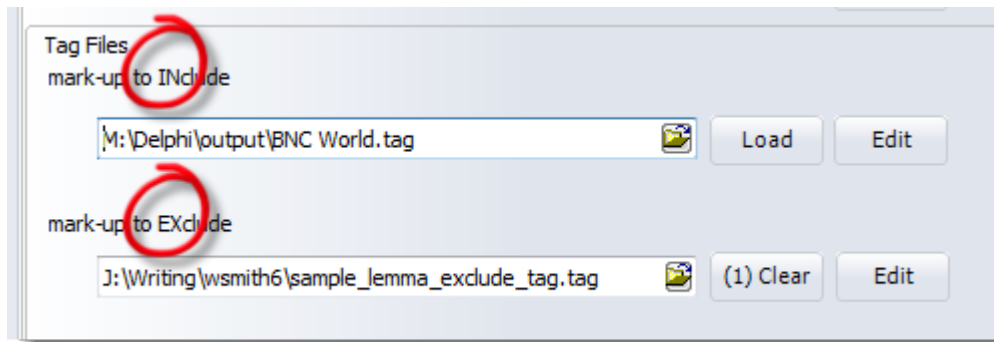 Tag Files
mark-up to INclude
M:\Delphi\output\BNC World.tag Load Edit
mark-up to EXclude
J:\Writing\wsmith6\sample_lemma_exclude_tag.tag (1) Clear Edit